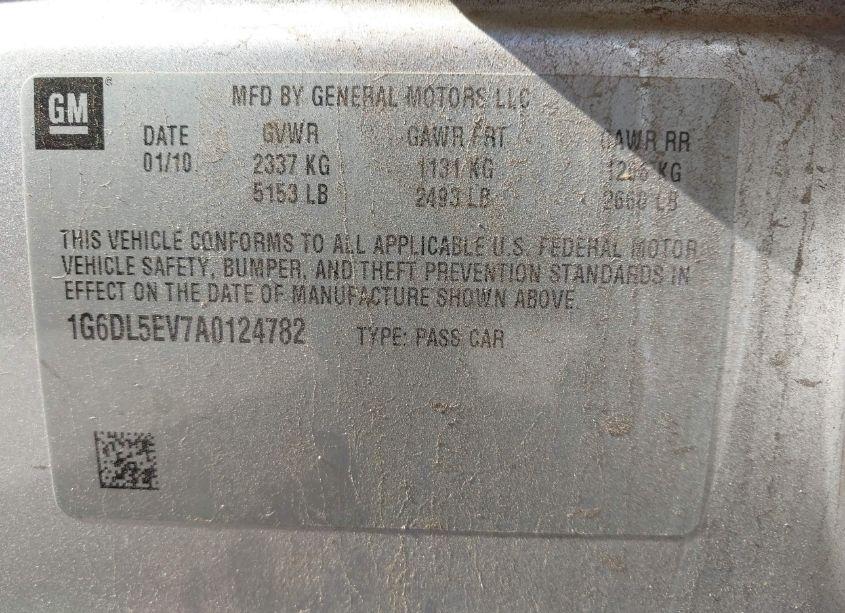 GM
MFD BY GENERAL MOTORS LLC
DATE GVWR GAWR FRT GAWR RR
01/10 2337 KG 1131 KG KG
5153 LB 2493 LB LB
THIS VEHICLE CONFORMS TO ALL APPLICABLE U.S. FEDERAL MOTOR
VEHICLE SAFETY, BUMPER, AND THEFT PREVENTION STANDARDS IN
EFFECT ON THE DATE OF MANUFACTURE SHOWN ABOVE.
1G6DL5EV7A0124782 TYPE: PASS CAR